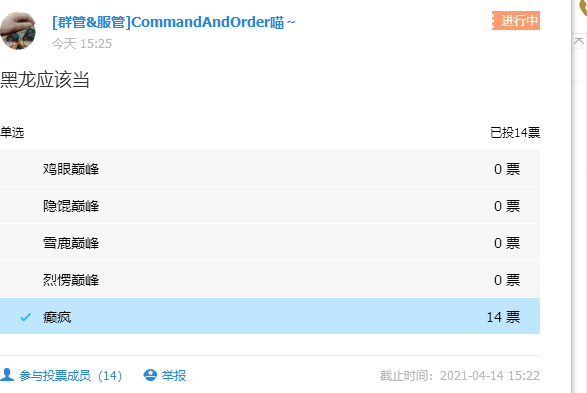 [群管&服管]CommandAndOrder喵～
进行中
今天 15:25
黑龙应该当
单选
已投14票
鸡眼巅峰
0 票
隐馄巅峰
0 票
雪鹿巅峰
0 票
烈愣巅峰
0 票
癫疯
14 票
参与投票成员（14）
举报
截止时间：2021-04-14 15:22